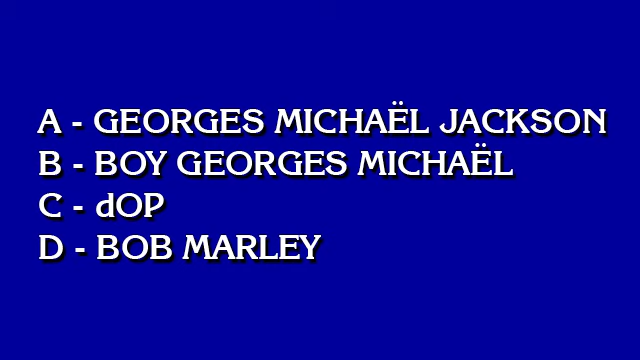 A - GEORGES MICHAËL JACKSON
B - BOY GEORGES MICHAËL
C - dOP
D - BOB MARLEY